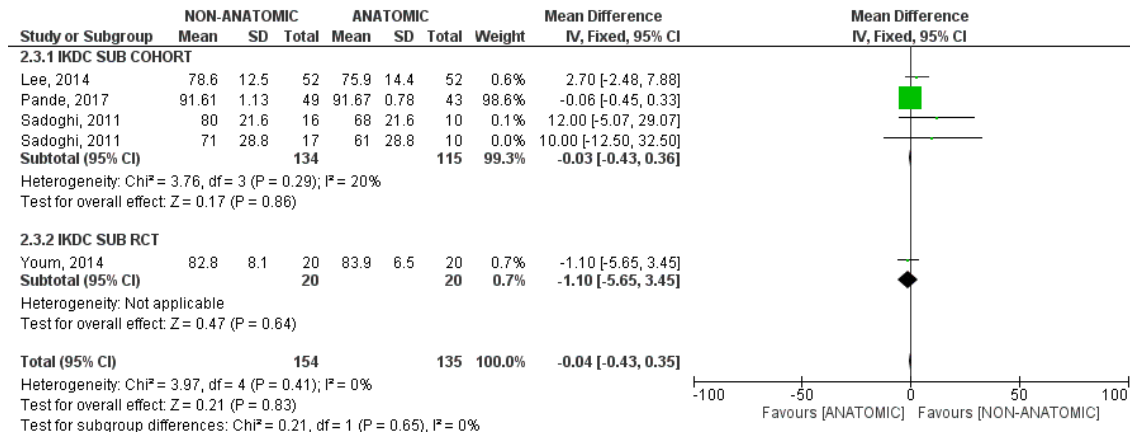 NON-ANATOMIC ANATOMIC Mean Difference Mean Difference
Study or Subgroup Mean SD Total Mean SD Total Weight IV, Fixed, 95% CI IV, Fixed, 95% CI
2.3.1 IKDC SUB COHORT
Lee, 2014 78.6 12.5 52 75.9 14.4 52 0.6% 2.70 [-2.48, 7.88]
Pande, 2017 91.61 1.13 49 91.67 0.78 43 98.6% -0.06 [-0.45, 0.33]
Sadoghi, 2011 80 21.6 16 68 21.6 10 0.1% 12.00 [-5.07, 29.07]
Sadoghi, 2011 71 28.8 17 61 28.8 10 0.0% 10.00 [-12.50, 32.50]
Subtotal (95% CI) 134 115 99.3% -0.03 [-0.43, 0.36]
Heterogeneity: Chi² = 3.76, df = 3 (P = 0.29); I² = 20%
Test for overall effect: Z = 0.17 (P = 0.86)
2.3.2 IKDC SUB RCT
Youm, 2014 82.8 8.1 20 83.9 6.5 20 0.7% -1.10 [-5.65, 3.45]
Subtotal (95% CI) 20 20 0.7% -1.10 [-5.65, 3.45]
Heterogeneity: Not applicable
Test for overall effect: Z = 0.47 (P = 0.64)
Total (95% CI) 154 135 100.0% -0.04 [-0.43, 0.35]
Heterogeneity: Chi² = 3.97, df = 4 (P = 0.41); I² = 0%
Test for overall effect: Z = 0.21 (P = 0.83)
Test for subgroup differences: Chi² = 0.21, df = 1 (P = 0.65), I² = 0%
-100 -50 0 50 100
Favours [ANATOMIC] Favours [NON-ANATOMIC]